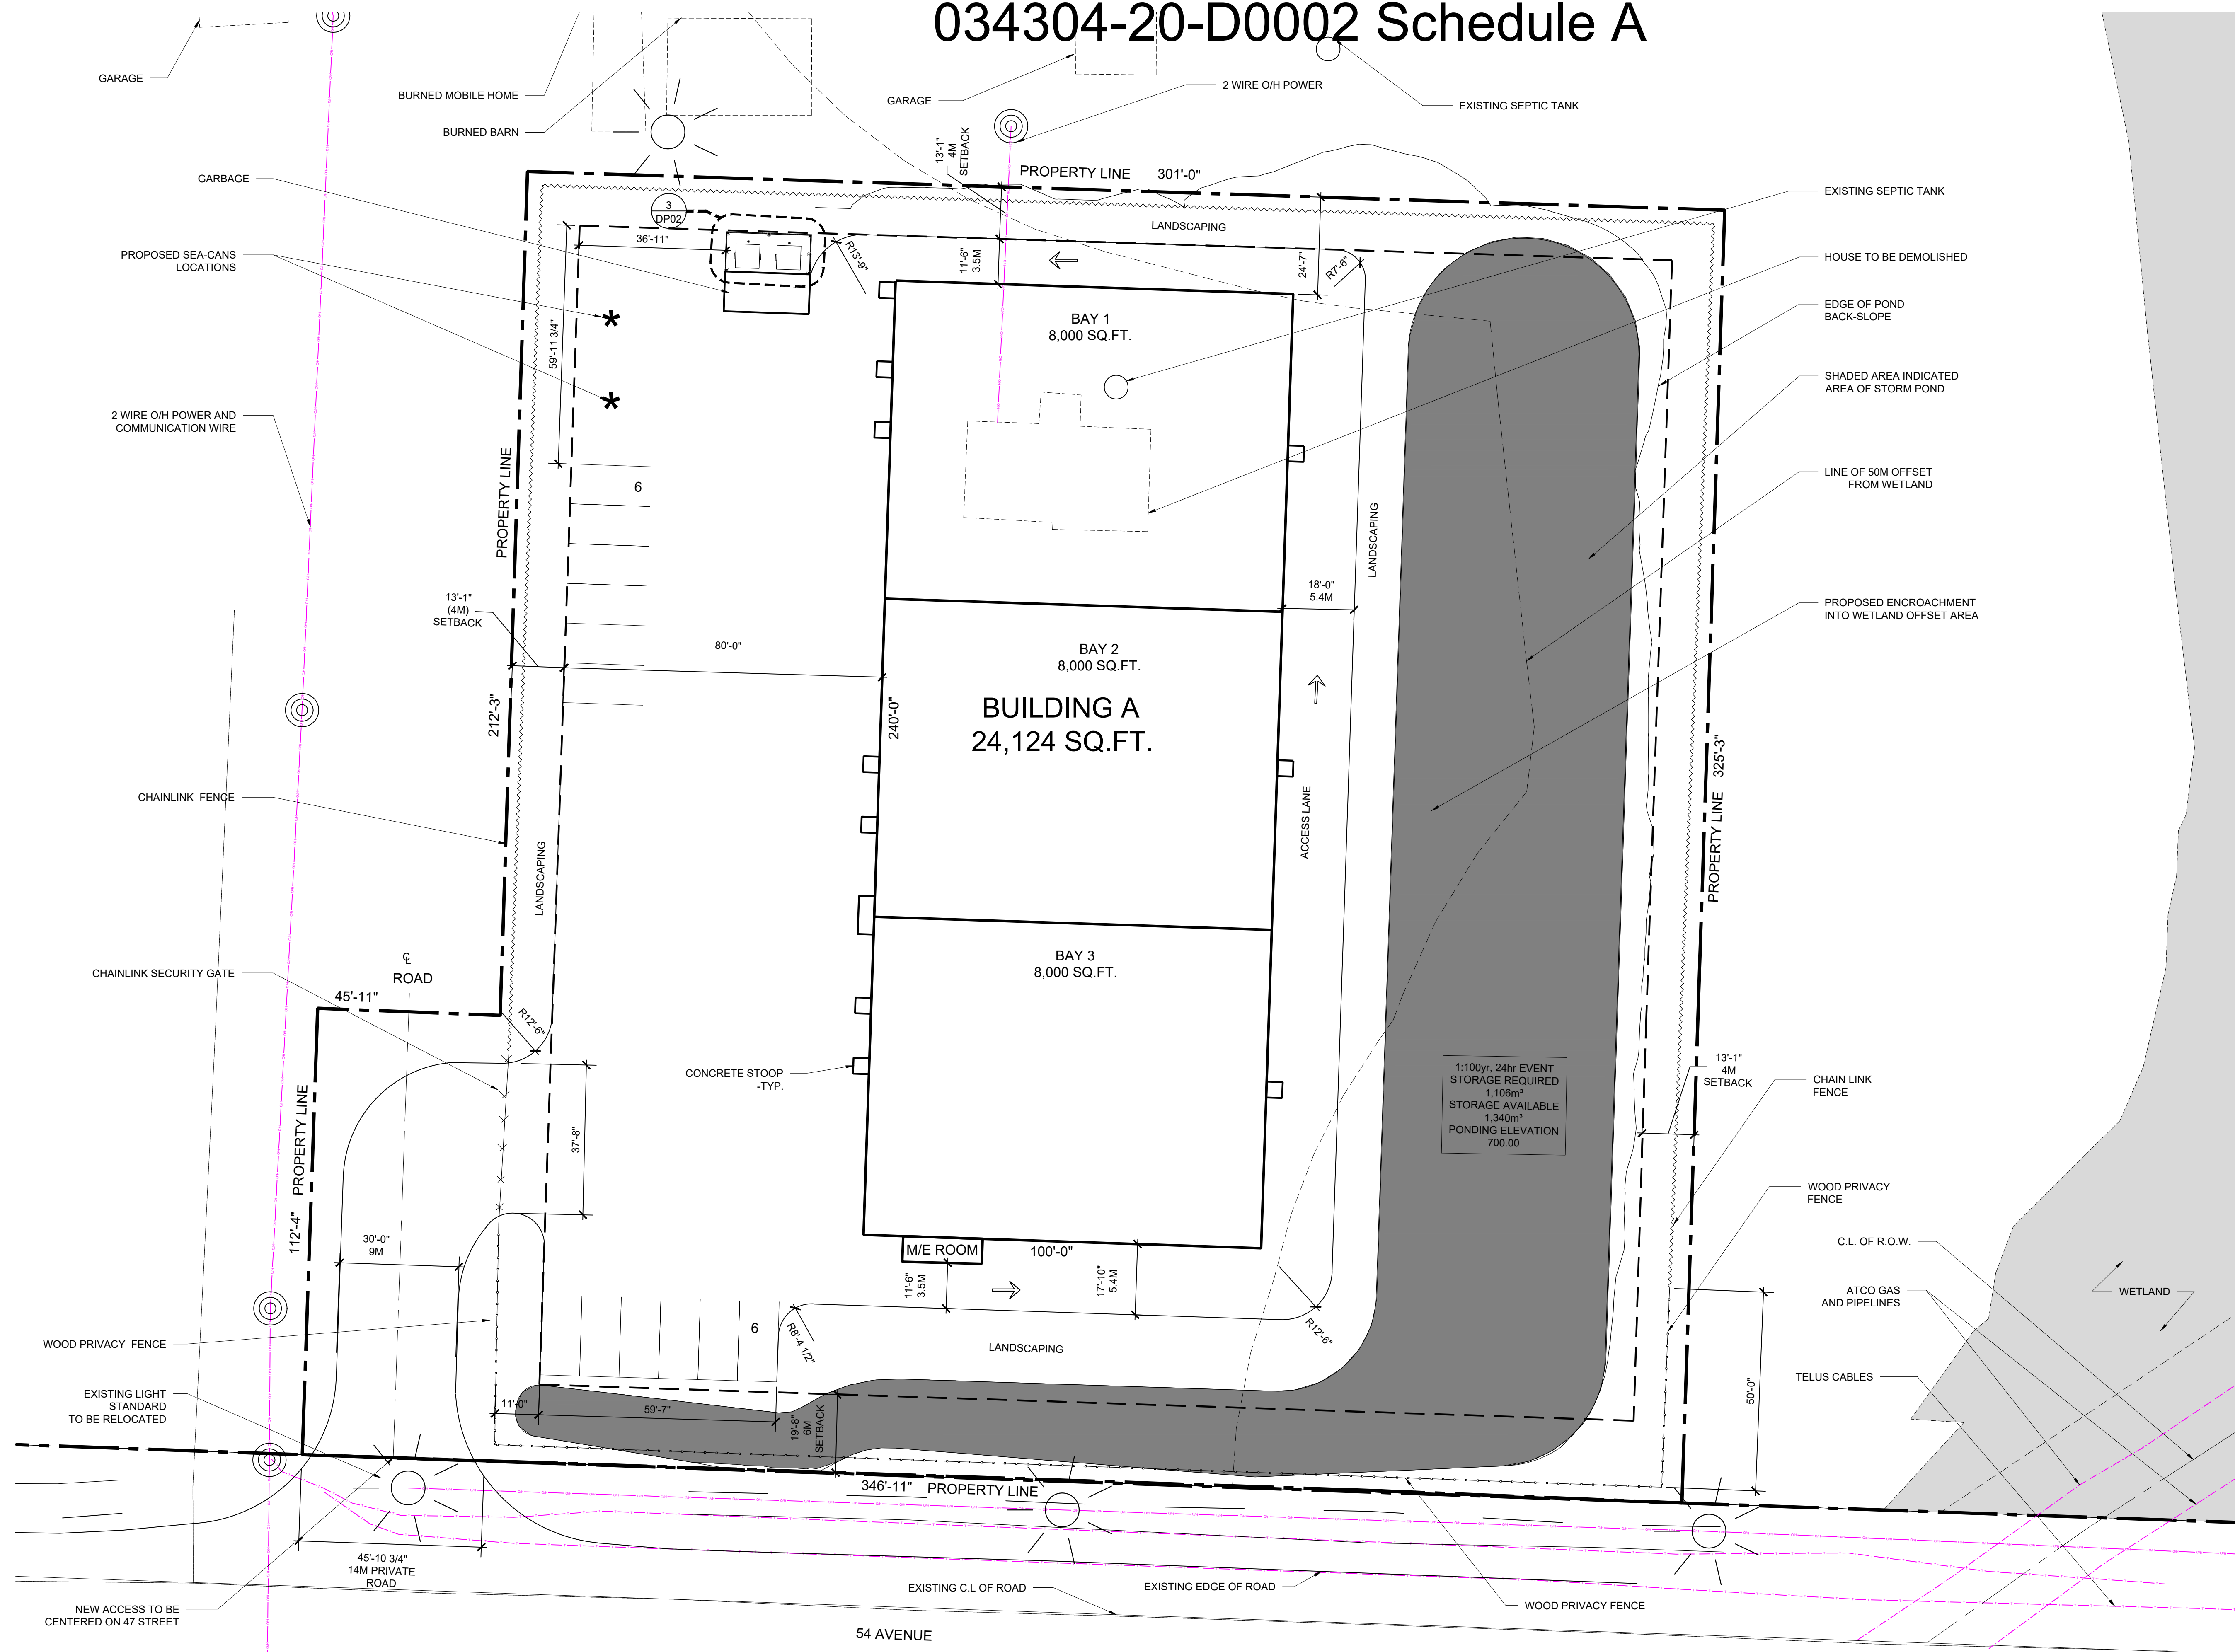 034304-20-D0002 Schedule A
GARAGE
BURNED MOBILE HOME
BURNED BARN
GARAGE
2 WIRE O/H POWER
EXISTING SEPTIC TANK
13'-1"
4M
SETBACK
PROPERTY LINE 301'-0"
GARBAGE
3
DP02
36'-11"
R13'-9"
LANDSCAPING
EXISTING SEPTIC TANK
PROPOSED SEA-CANS
LOCATIONS
11'-6"
3.5M
24'-7"
R7'-6"
HOUSE TO BE DEMOLISHED
59'-11 3/4"
BAY 1
8,000 SQ.FT.
EDGE OF POND
BACK-SLOPE
SHADED AREA INDICATED
AREA OF STORM POND
2 WIRE O/H POWER AND
COMMUNICATION WIRE
PROPERTY LINE
6
LINE OF 50M OFFSET
FROM WETLAND
LANDSCAPING
13'-1"
(4M)
SETBACK
18'-0"
5.4M
PROPOSED ENCROACHMENT
INTO WETLAND OFFSET AREA
80'-0"
BAY 2
8,000 SQ.FT.
212'-3"
240'-0"
BUILDING A
24,124 SQ.FT.
PROPERTY LINE 325'-3"
CHAINLINK FENCE
LANDSCAPING
ACCESS LANE
CHAINLINK SECURITY GATE
℄
ROAD
45'-11"
BAY 3
8,000 SQ.FT.
R12'-6"
CONCRETE STOOP
-TYP.
1:100yr, 24hr EVENT
STORAGE REQUIRED
1,106m³
STORAGE AVAILABLE
1,340m³
PONDING ELEVATION
700.00
13'-1"
4M
SETBACK
CHAIN LINK
FENCE
37'-8"
112'-4" PROPERTY LINE
WOOD PRIVACY
FENCE
30'-0"
9M
M/E ROOM
100'-0"
C.L. OF R.O.W.
11'-6"
3.5M
17'-10"
5.4M
ATCO GAS
AND PIPELINES
WETLAND
WOOD PRIVACY FENCE
6
R8'-4 1/2"
LANDSCAPING
R12'-6"
TELUS CABLES
50'-0"
EXISTING LIGHT
STANDARD
TO BE RELOCATED
11'-0"
59'-7"
19'-8"
6M
SETBACK
346'-11" PROPERTY LINE
45'-10 3/4"
14M PRIVATE
ROAD
EXISTING C.L OF ROAD
EXISTING EDGE OF ROAD
WOOD PRIVACY FENCE
NEW ACCESS TO BE
CENTERED ON 47 STREET
54 AVENUE